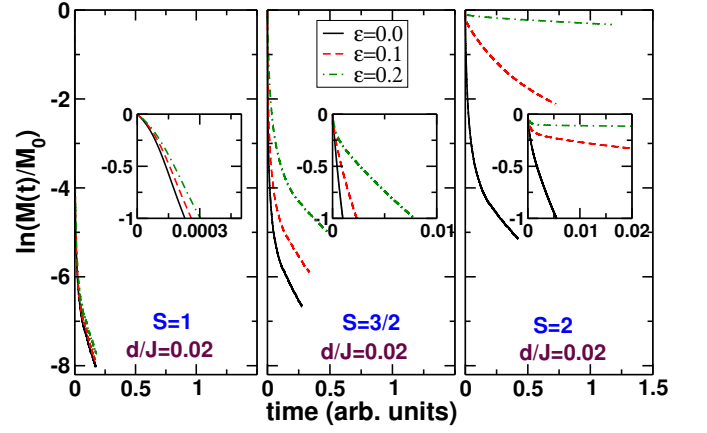 ln(M(t)/M0)
0
-2
-4
-6
-8
0
-0.5
-1
0
0.0003
S=1
d/J=0.02
0
0.5
1
ε=0.0
ε=0.1
ε=0.2
0
-0.5
-1
0
0.01
S=3/2
d/J=0.02
0
0.5
1
0
-0.5
-1
0
0.01
0.02
S=2
d/J=0.02
0
0.5
1
1.5
time (arb. units)